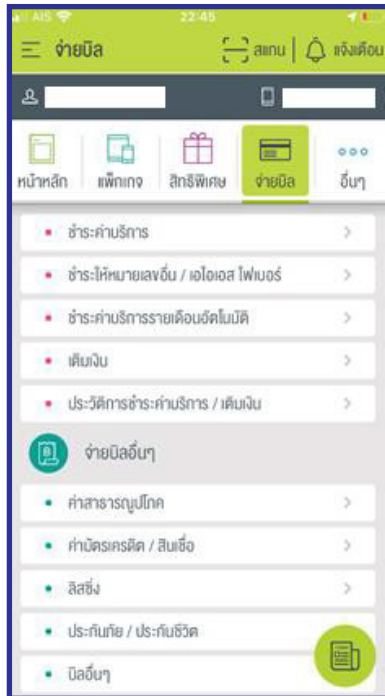 AIS 22:45
จ่ายบิล สแกน แจ้งเตือน
หน้าหลัก แพ็กเกจ สิทธิพิเศษ จ่ายบิล อื่นๆ
ชำระค่าบริการ
ชำระให้หมายเลขอื่น / เอไอเอส ไฟเบอร์
ชำระค่าบริการรายเดือนอัตโนมัติ
เติมเงิน
ประวัติการชำระค่าบริการ / เติมเงิน
จ่ายบิลอื่นๆ
ค่าสาธารณูปโภค
ค่าบัตรเครดิต / สินเชื่อ
ลิสซิ่ง
ประกันภัย / ประกันชีวิต
บิลอื่นๆ